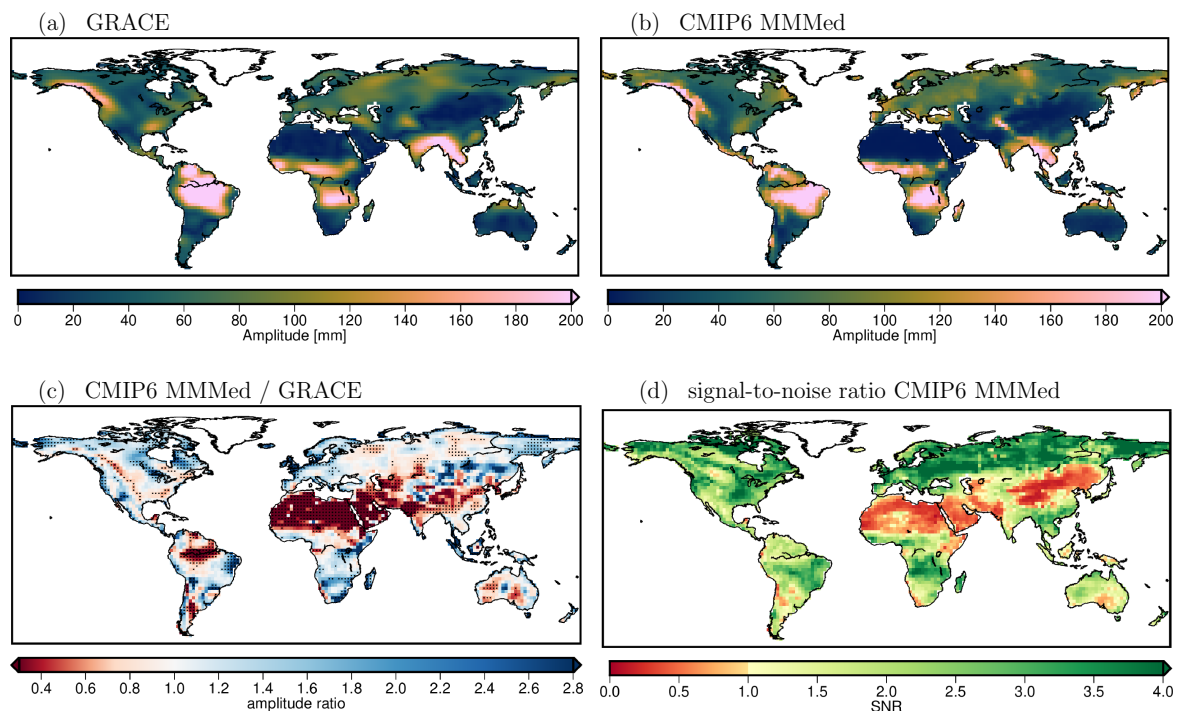 (a) GRACE
(b) CMIP6 MMMed
0 20 40 60 80 100 120 140 160 180 200
Amplitude [mm]
0 20 40 60 80 100 120 140 160 180 200
Amplitude [mm]
(c) CMIP6 MMMed / GRACE
(d) signal-to-noise ratio CMIP6 MMMed
0.4 0.6 0.8 1.0 1.2 1.4 1.6 1.8 2.0 2.2 2.4 2.6 2.8
amplitude ratio
0.0 0.5 1.0 1.5 2.0 2.5 3.0 3.5 4.0
SNR